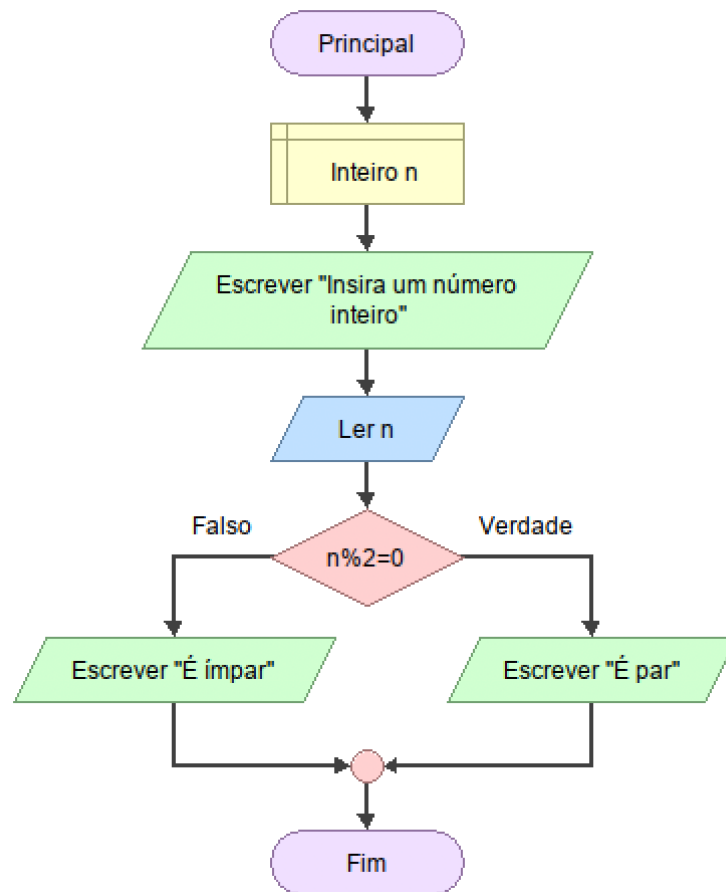 Principal
Inteiro n
Escrever "Insira um número
inteiro"
Ler n
Falso
Verdade
n%2=0
Escrever "É ímpar"
Escrever "É par"
Fim